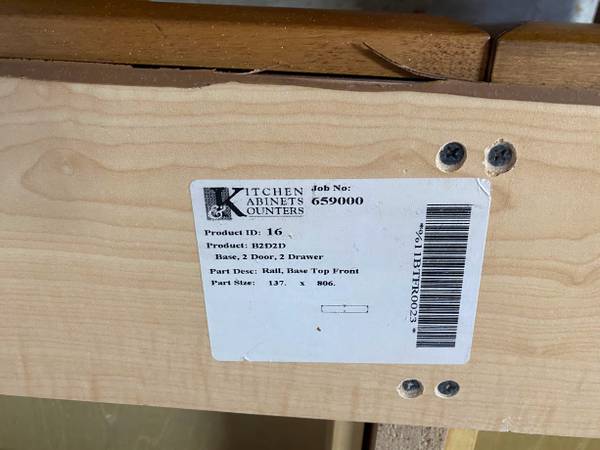 KITCHEN
KABINETS
& KOUNTERS
Job No:
659000
Product ID: 16
Product: B2D2D
Base, 2 Door, 2 Drawer
Part Desc: Rail, Base Top Front
Part Size: 137. x 806.
*%11BTFR0023*